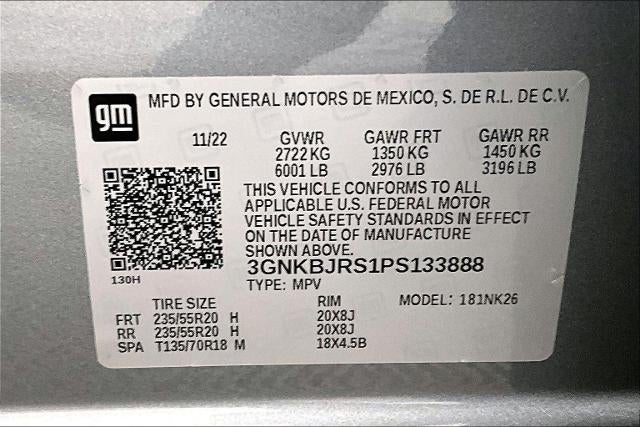 gm MFD BY GENERAL MOTORS DE MEXICO, S. DE R.L. DE C.V.
11/22 GVWR GAWR FRT GAWR RR
2722 KG 1350 KG 1450 KG
6001 LB 2976 LB 3196 LB
THIS VEHICLE CONFORMS TO ALL
APPLICABLE U.S. FEDERAL MOTOR
VEHICLE SAFETY STANDARDS IN EFFECT
ON THE DATE OF MANUFACTURE
SHOWN ABOVE.
3GNKBJRS1PS133888
130H
TYPE: MPV
TIRE SIZE RIM MODEL: 181NK26
FRT 235/55R20 H 20X8J
RR 235/55R20 H 20X8J
SPA T135/70R18 M 18X4.5B